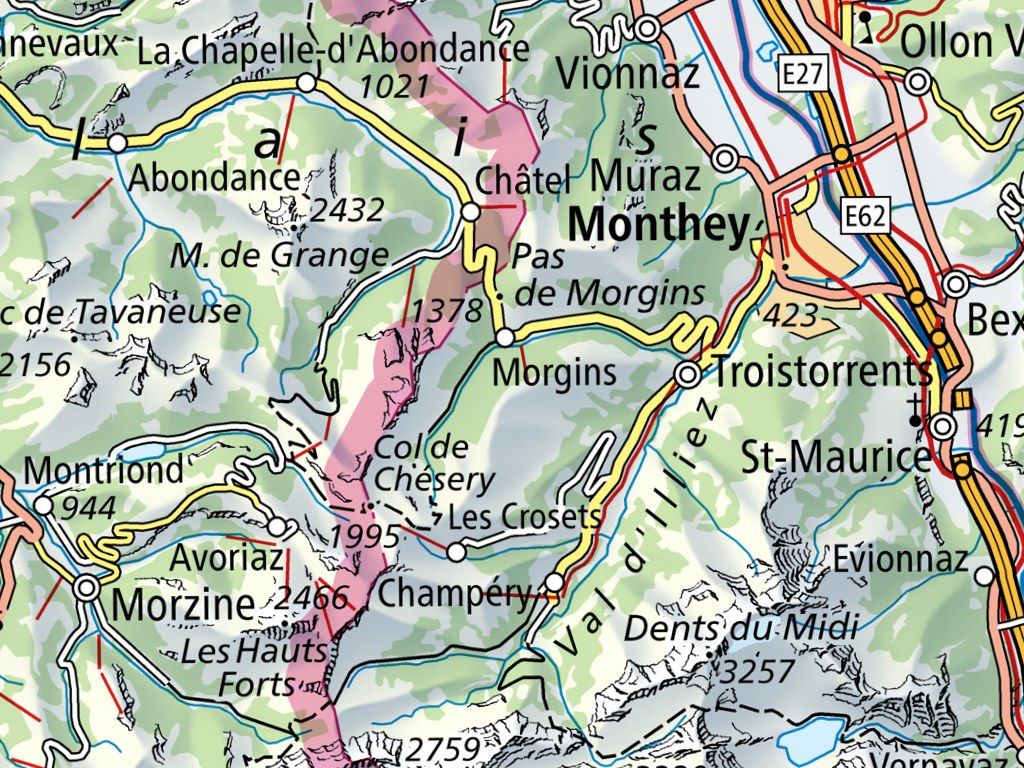 nnevaux
La Chapelle-d'Abondance
1021
Vionnaz
E27
Ollon V
l a i s
Abondance
Châtel
Muraz
2432
Monthey
E62
M. de Grange
Pas
de Morgins
c de Tavaneuse
1378
423
Bex
2156
Morgins
Troistorrents
419
Col de
Chésery
St-Maurice
Montriond
944
1995
Les Crosets
Val d'Illiez
Avoriaz
Evionnaz
Morzine
2466
Champéry
Dents du Midi
Les Hauts
Forts
3257
2759
Vernayaz